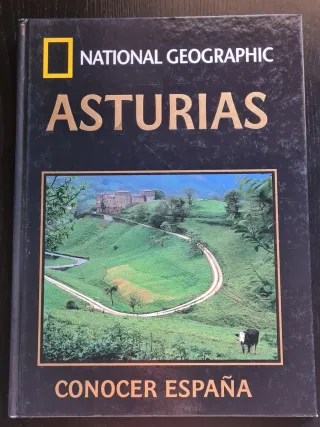 NATIONAL GEOGRAPHIC
ASTURIAS
CONOCER ESPAÑA